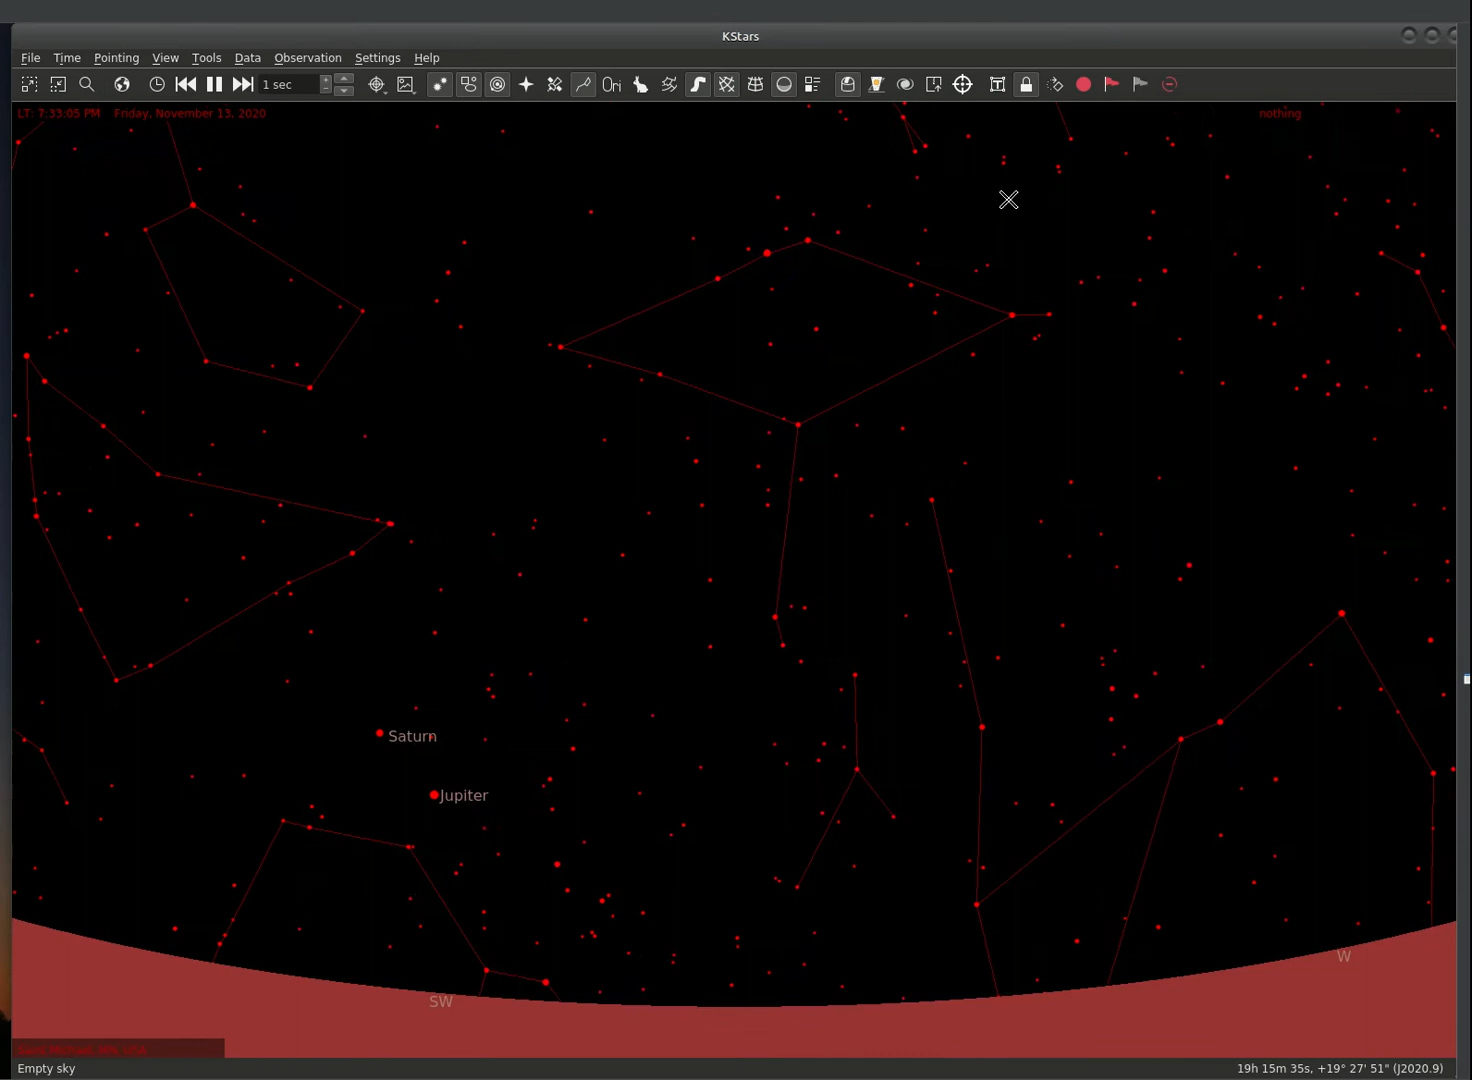 KStars
File Time Pointing View Tools Data Observation Settings Help
1 sec Ori
LT: 7:33:05 PM Friday, November 13, 2020
nothing
Saturn
Jupiter
W
SW
Empty sky
19h 15m 35s, +19° 27' 51" (J2020.9)